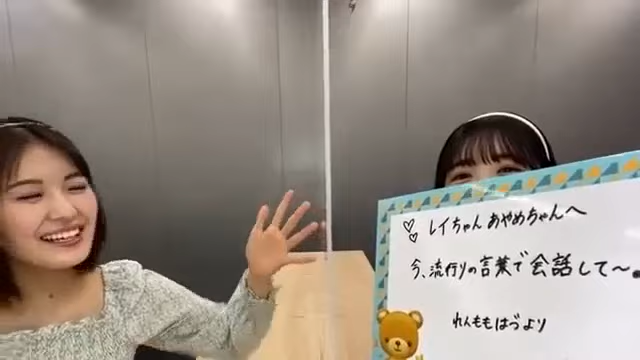 レイちゃん あやめちゃんへ
今、流行りの言葉で会話して〜。
れんももはづより